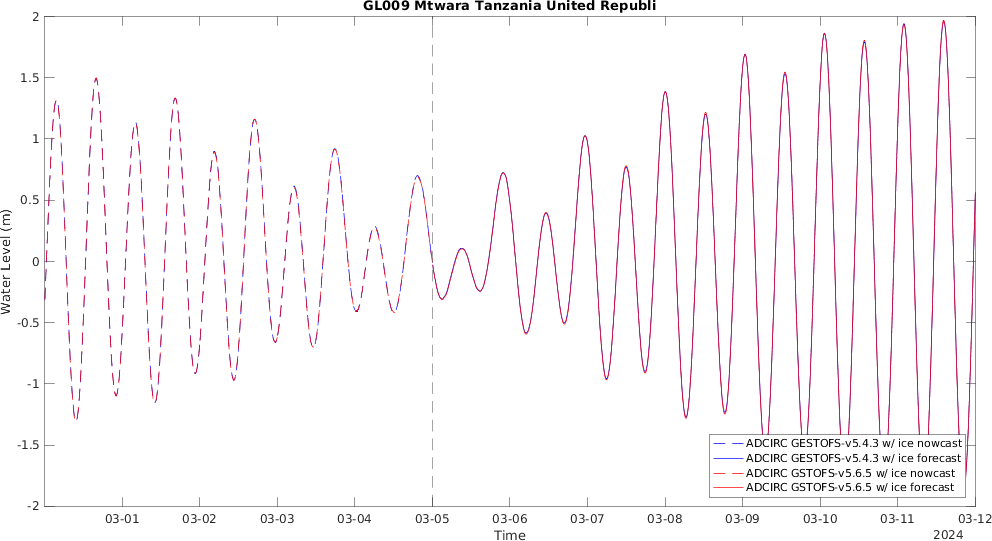 GL009 Mtwara Tanzania United Republi
Water Level (m)
2
1.5
1
0.5
0
-0.5
-1
-1.5
-2
ADCIRC GESTOFS-v5.4.3 w/ ice nowcast
ADCIRC GESTOFS-v5.4.3 w/ ice forecast
ADCIRC GSTOFS-v5.6.5 w/ ice nowcast
ADCIRC GSTOFS-v5.6.5 w/ ice forecast
03-01 03-02 03-03 03-04 03-05 03-06 03-07 03-08 03-09 03-10 03-11 03-12
Time
2024